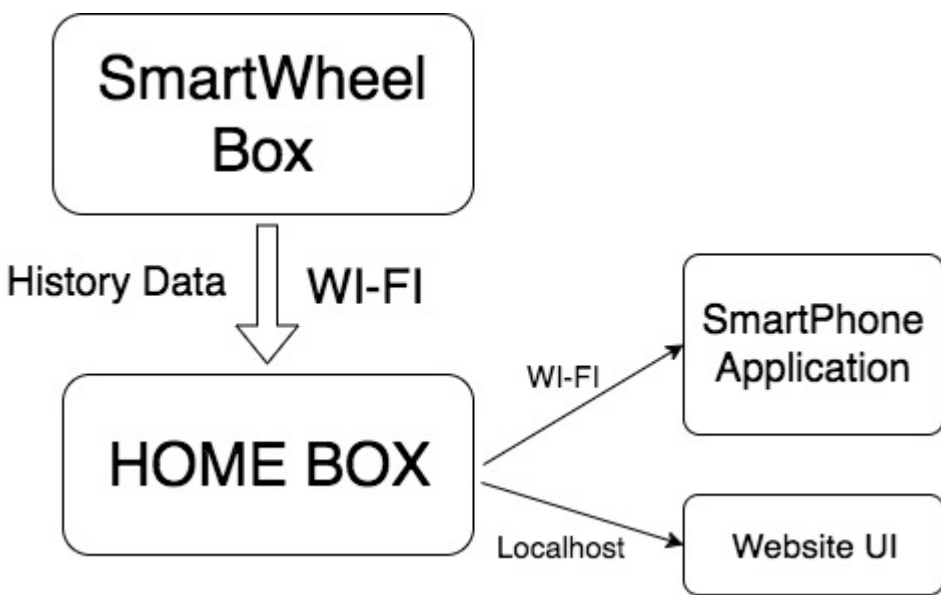 SmartWheel
Box
History Data
WI-FI
HOME BOX
WI-FI
SmartPhone
Application
Localhost
Website UI